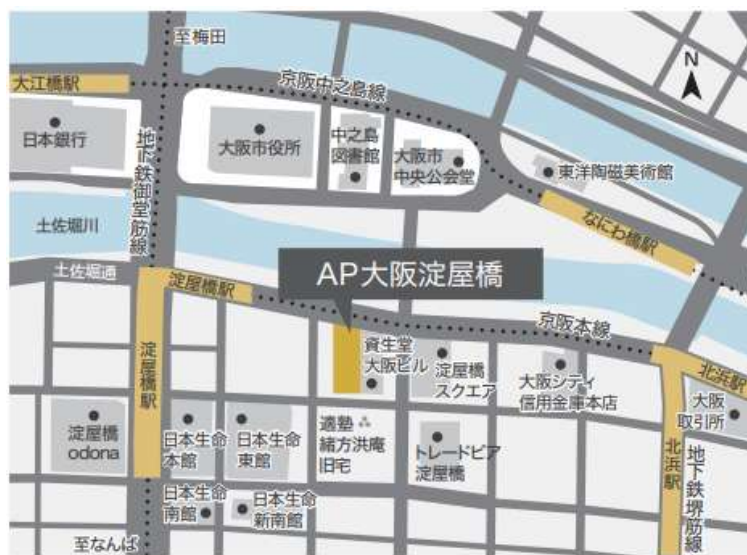 至梅田
N
大江橋駅
京阪中之島線
日本銀行
地下鉄御堂筋線
大阪市役所
中之島
図書館
大阪市
中央公会堂
東洋陶磁美術館
なにわ橋駅
土佐堀川
土佐堀通
淀屋橋駅
AP大阪淀屋橋
京阪本線
淀屋橋駅
資生堂
大阪ビル
淀屋橋
スクエア
大阪シティ
信用金庫本店
北浜駅
大阪
取引所
淀屋橋
odona
日本生命
本館
日本生命
東館
適塾
緒方洪庵
旧宅
トレードピア
淀屋橋
北浜駅
地下鉄堺筋線
日本生命
南館
日本生命
新南館
至なんば